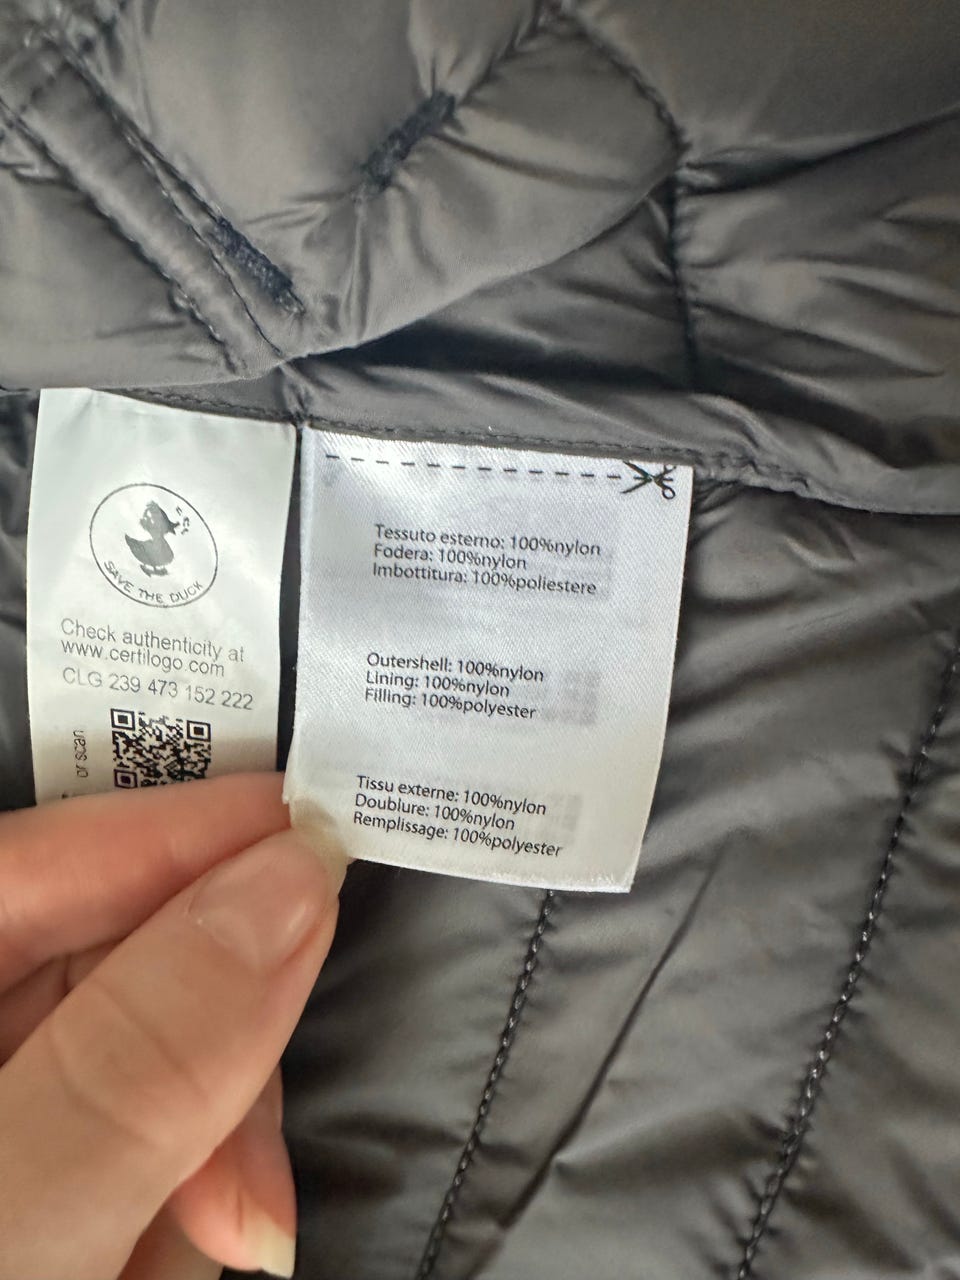 SAVE THE DUCK
Check authenticity at
www.certilogo.com
CLG 239 473 152 222
or scan
Tessuto esterno: 100%nylon
Fodera: 100%nylon
Imbottitura: 100%poliestere
Outershell: 100%nylon
Lining: 100%nylon
Filling: 100%polyester
Tissu externe: 100%nylon
Doublure: 100%nylon
Remplissage: 100%polyester